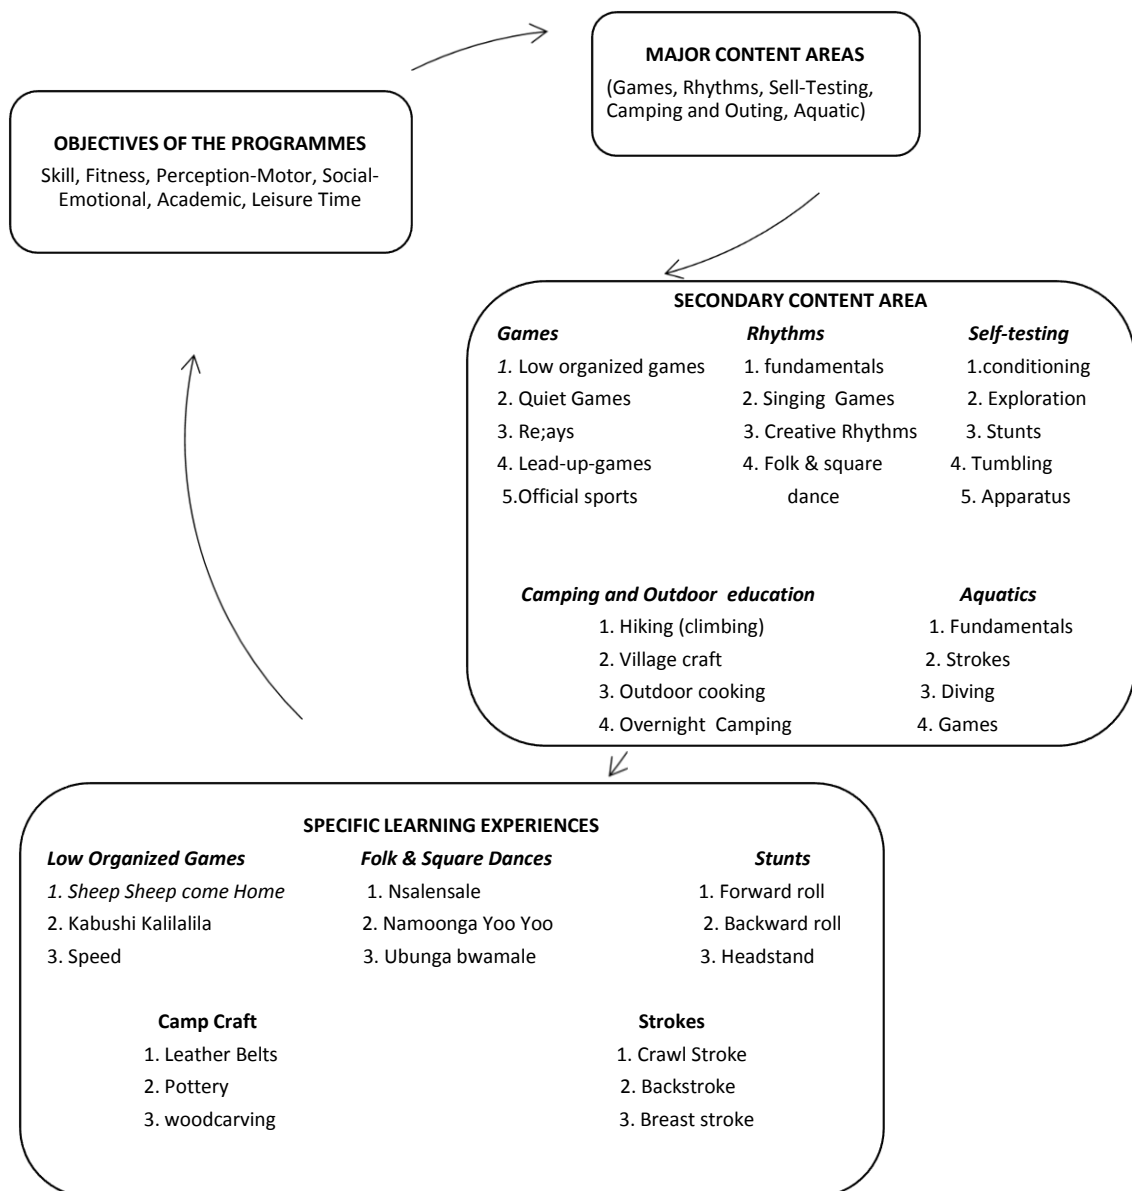 MAJOR CONTENT AREAS
(Games, Rhythms, Sell-Testing,
Camping and Outing, Aquatic)
OBJECTIVES OF THE PROGRAMMES
Skill, Fitness, Perception-Motor, Social-
Emotional, Academic, Leisure Time
SECONDARY CONTENT AREA
Games Rhythms Self-testing
1. Low organized games 1. fundamentals 1.conditioning
2. Quiet Games 2. Singing Games 2. Exploration
3. Re;ays 3. Creative Rhythms 3. Stunts
4. Lead-up-games 4. Folk & square 4. Tumbling
5.Official sports dance 5. Apparatus
Camping and Outdoor education Aquatics
1. Hiking (climbing) 1. Fundamentals
2. Village craft 2. Strokes
3. Outdoor cooking 3. Diving
4. Overnight Camping 4. Games
SPECIFIC LEARNING EXPERIENCES
Low Organized Games Folk & Square Dances Stunts
1. Sheep Sheep come Home 1. Nsalensale 1. Forward roll
2. Kabushi Kalilalila 2. Namoonga Yoo Yoo 2. Backward roll
3. Speed 3. Ubunga bwamale 3. Headstand
Camp Craft Strokes
1. Leather Belts 1. Crawl Stroke
2. Pottery 2. Backstroke
3. woodcarving 3. Breast stroke